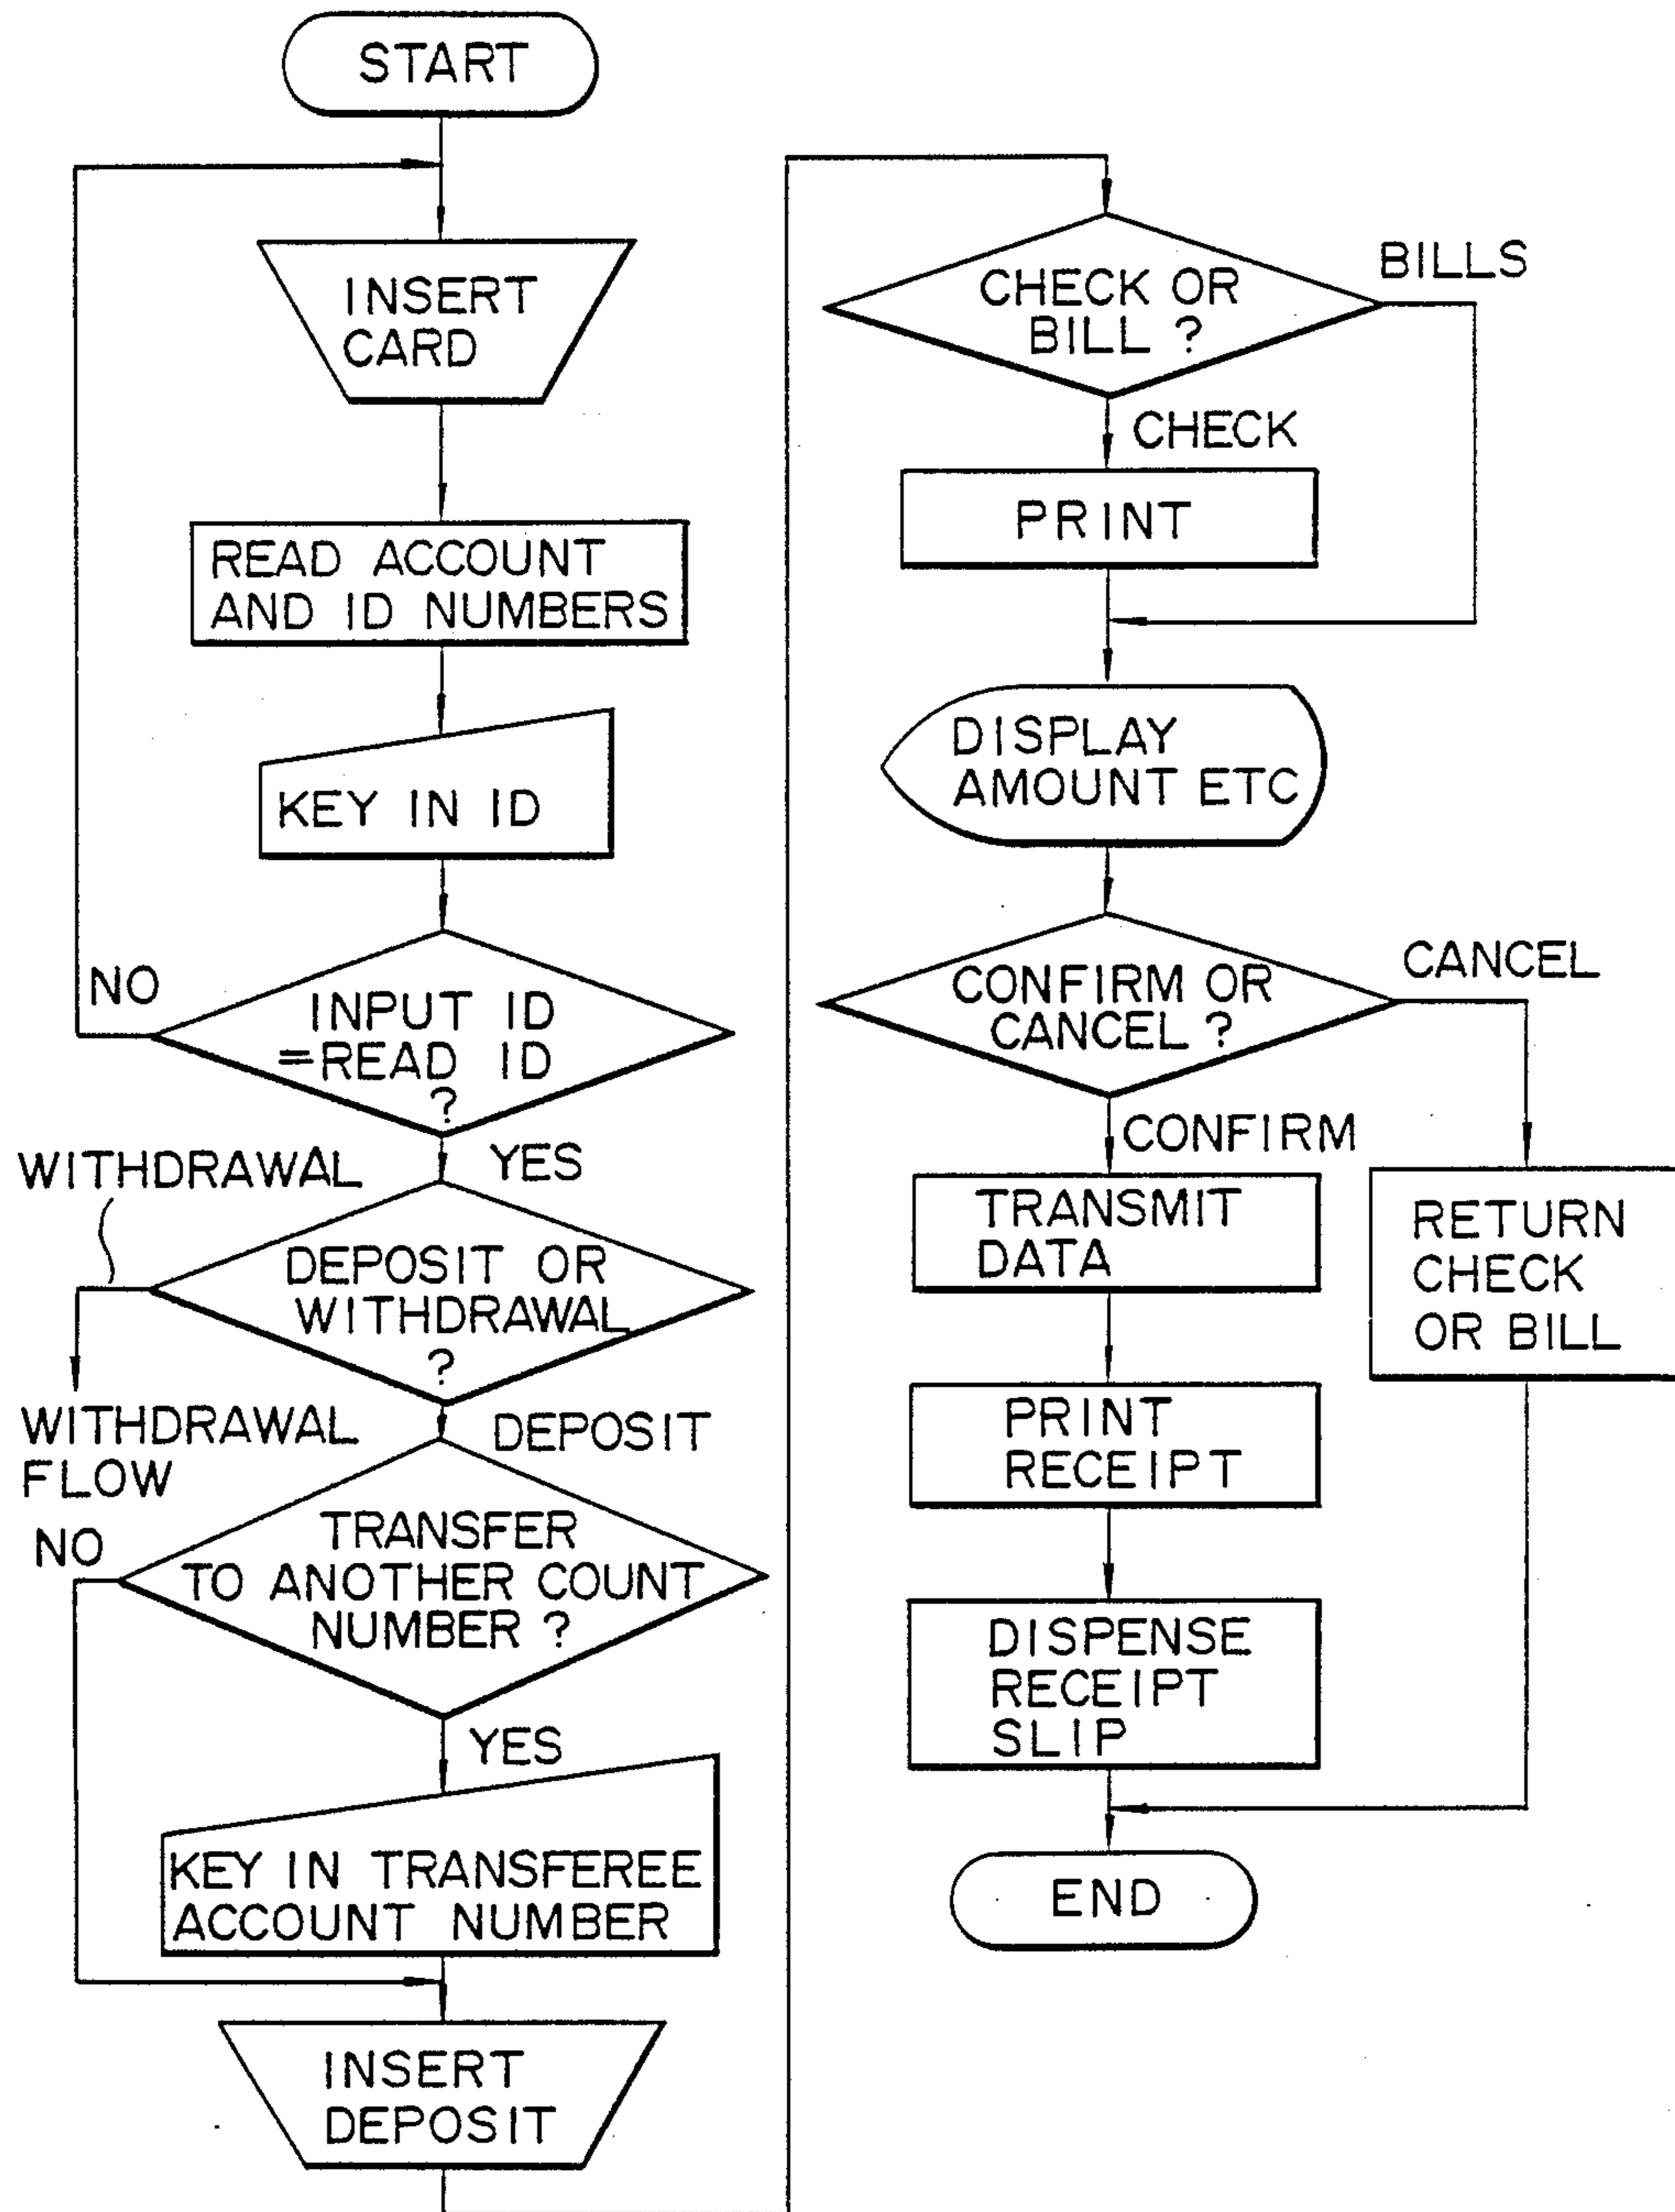 START
INSERT
CARD
READ ACCOUNT
AND ID NUMBERS
KEY IN ID
NO
INPUT ID
=READ ID
?
YES
WITHDRAWAL
DEPOSIT OR
WITHDRAWAL
?
WITHDRAWAL
FLOW
DEPOSIT
NO
TRANSFER
TO ANOTHER COUNT
NUMBER ?
YES
KEY IN TRANSFEREE
ACCOUNT NUMBER
INSERT
DEPOSIT
CHECK OR
BILL ?
BILLS
CHECK
PRINT
DISPLAY
AMOUNT ETC
CONFIRM OR
CANCEL ?
CANCEL
CONFIRM
TRANSMIT
DATA
RETURN
CHECK
OR BILL
PRINT
RECEIPT
DISPENSE
RECEIPT
SLIP
END